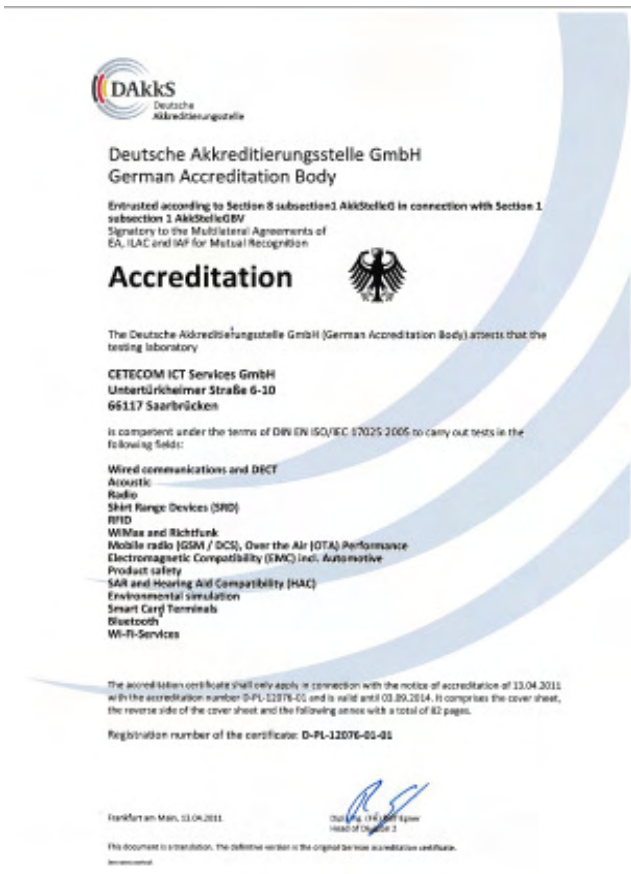 DAkkS
Deutsche
Akkreditierungsstelle
Deutsche Akkreditierungsstelle GmbH
German Accreditation Body
Entrusted according to Section 8 subsection1 AkkStelleG in connection with Section 1
subsection 1 AkkStelleGBV
Signatory to the Multilateral Agreements of
EA, ILAC and IAF for Mutual Recognition
Accreditation
The Deutsche Akkreditierungsstelle GmbH (German Accreditation Body) attests that the
testing laboratory
CETECOM ICT Services GmbH
Untertürkheimer Straße 6-10
66117 Saarbrücken
is competent under the terms of DIN EN ISO/IEC 17025:2005 to carry out tests in the
following fields:
Wired communications and DECT
Acoustic
Radio
Shirt Range Devices (SRD)
RFID
WiMax and Richtfunk
Mobile radio (GSM / DCS), Over the Air (OTA) Performance
Electromagnetic Compatibility (EMC) incl. Automotive
Product safety
SAR and Hearing Aid Compatibility (HAC)
Environmental simulation
Smart Card Terminals
Bluetooth
Wi-Fi-Services
The accreditation certificate shall only apply in connection with the notice of accreditation of 13.04.2011
with the accreditation number D-PL-12076-01 and is valid until 03.09.2014. It comprises the cover sheet,
the reverse side of the cover sheet and the following annex with a total of 82 pages.
Registration number of the certificate: D-PL-12076-01-01
Frankfurt am Main, 13.04.2011
Head of Division 2
This document is a translation. The definitive version is the original German accreditation certificate.